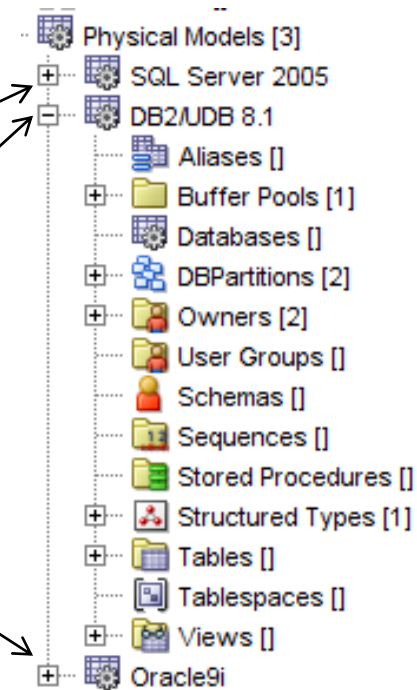 Physical Models [3]
SQL Server 2005
DB2/UDB 8.1
Aliases []
Buffer Pools [1]
Databases []
DBPartitions [2]
Owners [2]
User Groups []
Schemas []
Sequences []
Stored Procedures []
Structured Types [1]
Tables []
Tablespaces []
Views []
Oracle9i